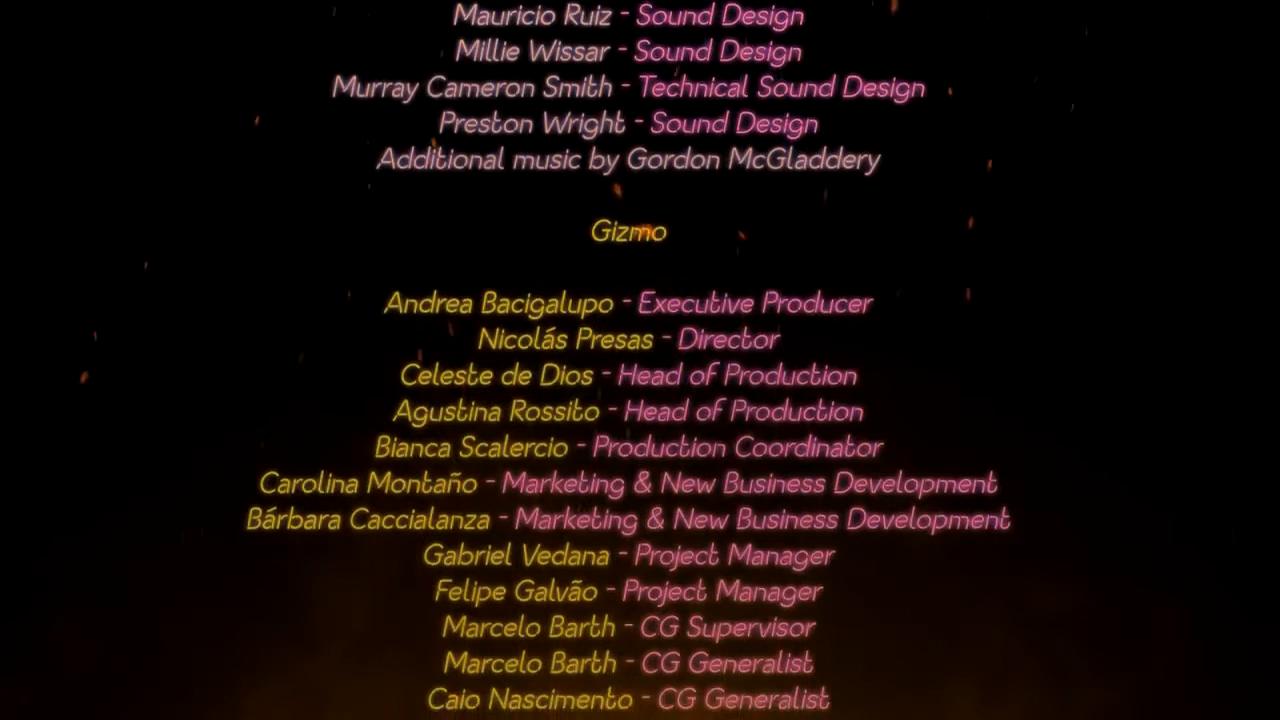 Mauricio Ruiz - Sound Design
Millie Wissar - Sound Design
Murray Cameron Smith - Technical Sound Design
Preston Wright - Sound Design
Additional music by Gordon McGladdery
Gizmo
Andrea Bacigalupo - Executive Producer
Nicolás Presas - Director
Celeste de Dios - Head of Production
Agustina Rossito - Head of Production
Bianca Scalercio - Production Coordinator
Carolina Montaño - Marketing & New Business Development
Bárbara Caccialanza - Marketing & New Business Development
Gabriel Vedana - Project Manager
Felipe Galvão - Project Manager
Marcelo Barth - CG Supervisor
Marcelo Barth - CG Generalist
Caio Nascimento - CG Generalist